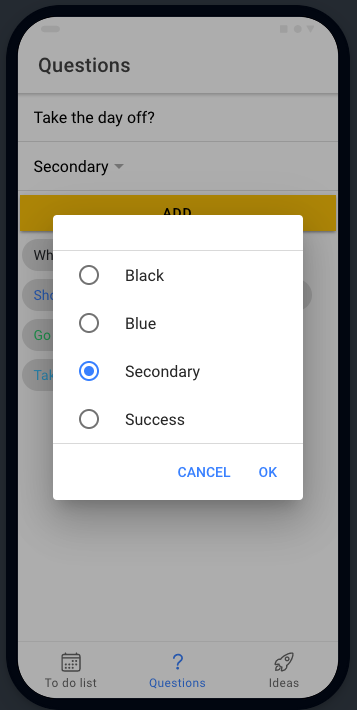 Questions
Take the day off?
Secondary
ADD
Wh
Sho
Go
Tak
Black
Blue
Secondary
Success
CANCEL OK
To do list Questions Ideas